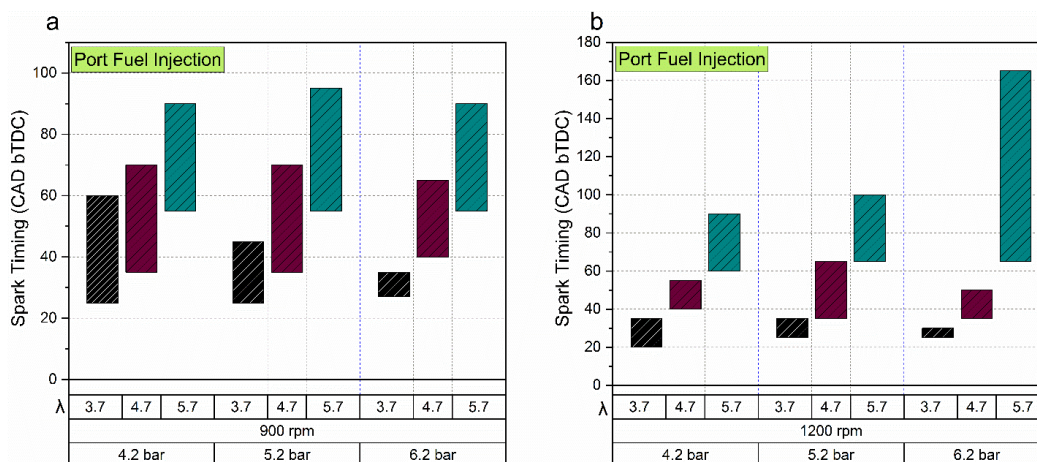 a
Port Fuel Injection
Spark Timing (CAD bTDC)
100
80
60
40
20
0
λ 3.7 4.7 5.7 3.7 4.7 5.7 3.7 4.7 5.7
900 rpm
4.2 bar 5.2 bar 6.2 bar
b
Port Fuel Injection
Spark Timing (CAD bTDC)
180
160
140
120
100
80
60
40
20
0
λ 3.7 4.7 5.7 3.7 4.7 5.7 3.7 4.7 5.7
1200 rpm
4.2 bar 5.2 bar 6.2 bar